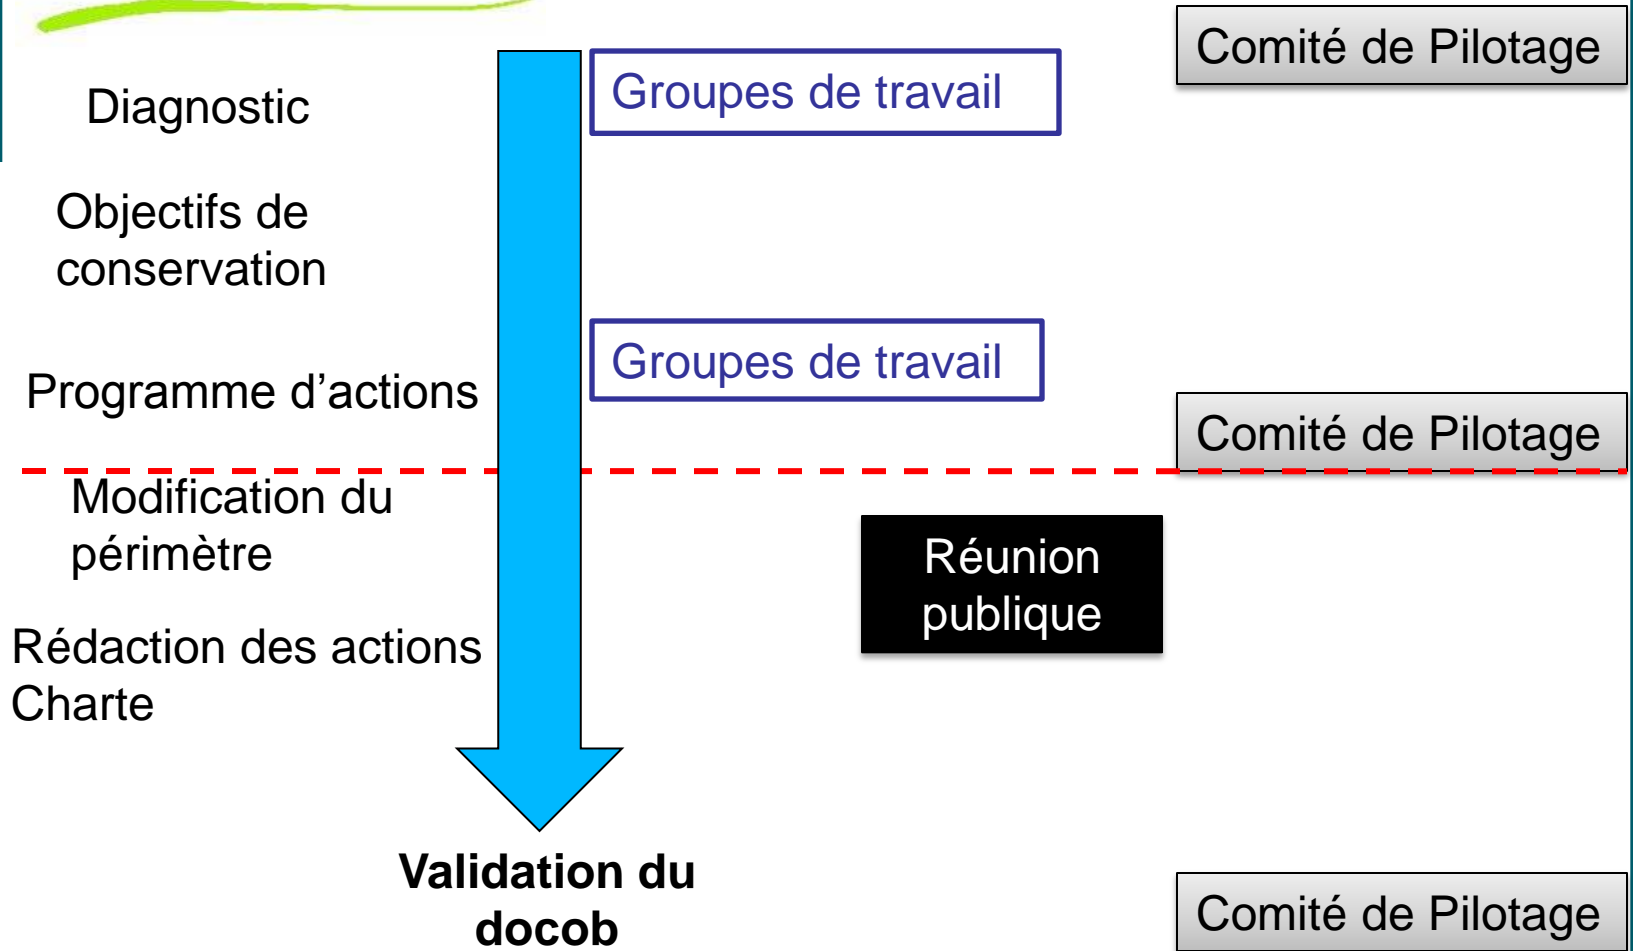 Comité de Pilotage
Groupes de travail
Diagnostic
Objectifs de
conservation
Groupes de travail
Programme d’actions
Comité de Pilotage
Modification du
périmètre
Réunion
publique
Rédaction des actions
Charte
Validation du
docob
Comité de Pilotage